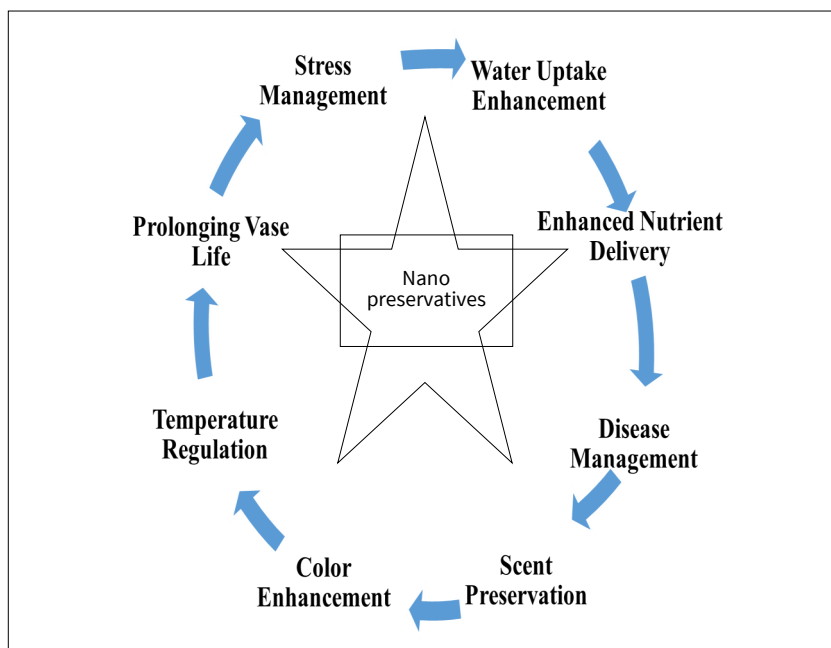 Stress
Management
Water Uptake
Enhancement
Enhanced Nutrient
Delivery
Disease
Management
Scent
Preservation
Color
Enhancement
Temperature
Regulation
Prolonging Vase
Life
Nano
preservatives